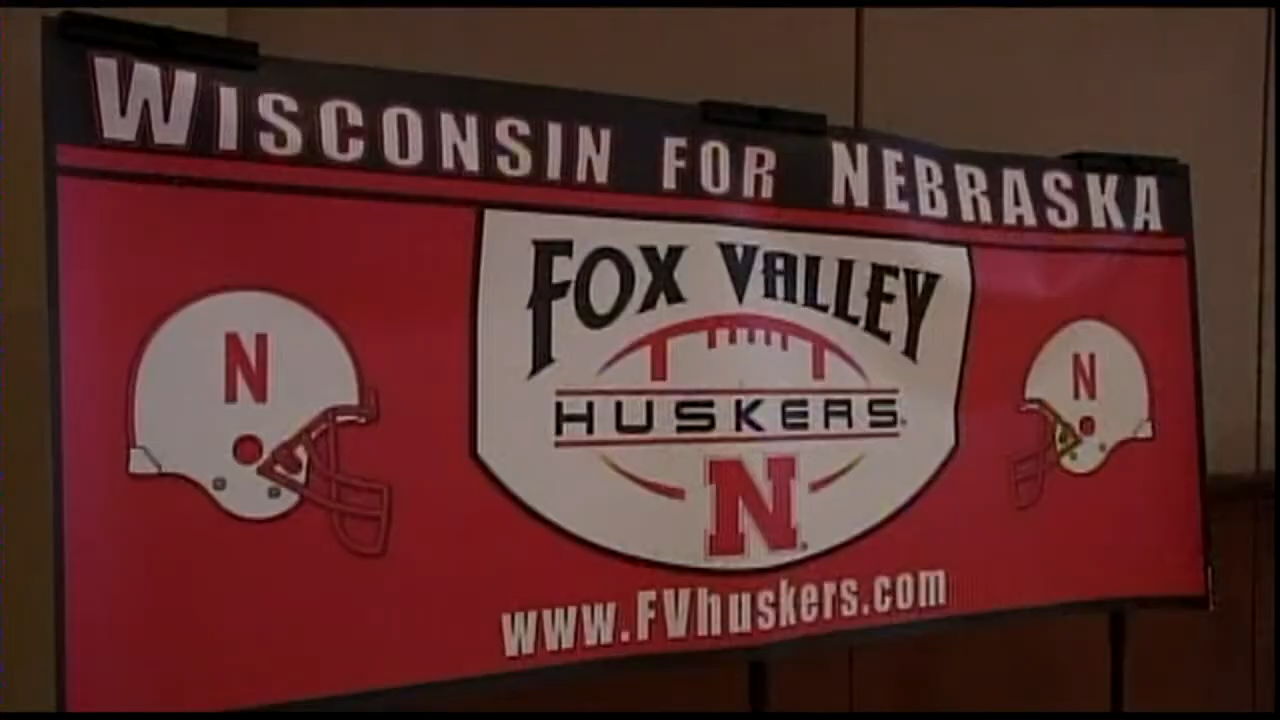 WISCONSIN FOR NEBRASKA
FOX VALLEY
HUSKERS
N
N
N
www.FVhuskers.com